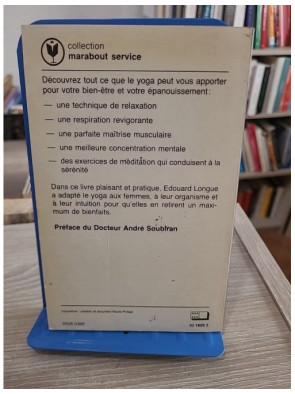 collection
marabout service
Découvrez tout ce que le yoga peut vous apporter
pour votre bien-être et votre épanouissement:
— une technique de relaxation
— une respiration revigorante
— une parfaite maîtrise musculaire
— une meilleure concentration mentale
— des exercices de méditation qui conduisent à la
sérénité
Dans ce livre plaisant et pratique, Edouard Longue
a adapté le yoga aux femmes, à leur organisme et
à leur intuition pour qu'elles en retirent un maxi-
mum de bienfaits.
Préface du Docteur André Soubiran